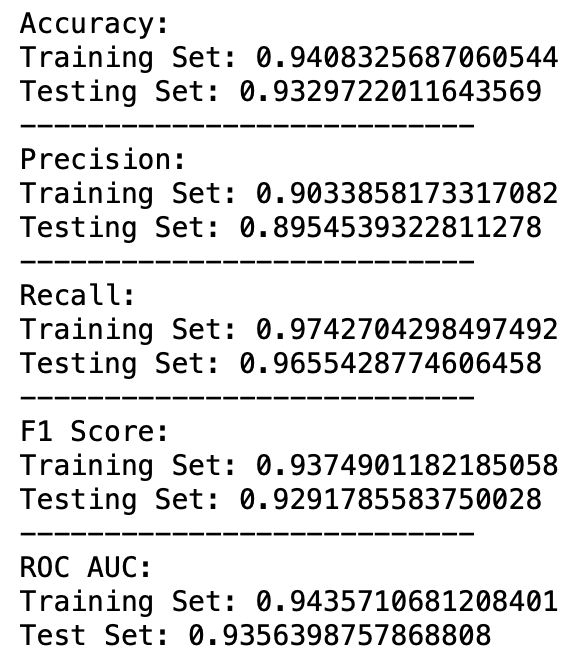 Accuracy:
Training Set: 0.9408325687060544
Testing Set: 0.9329722011643569
---------------------------
Precision:
Training Set: 0.9033858173317082
Testing Set: 0.8954539322811278
---------------------------
Recall:
Training Set: 0.9742704298497492
Testing Set: 0.9655428774606458
---------------------------
F1 Score:
Training Set: 0.9374901182185058
Testing Set: 0.9291785583750028
---------------------------
ROC AUC:
Training Set: 0.9435710681208401
Test Set: 0.9356398757868808